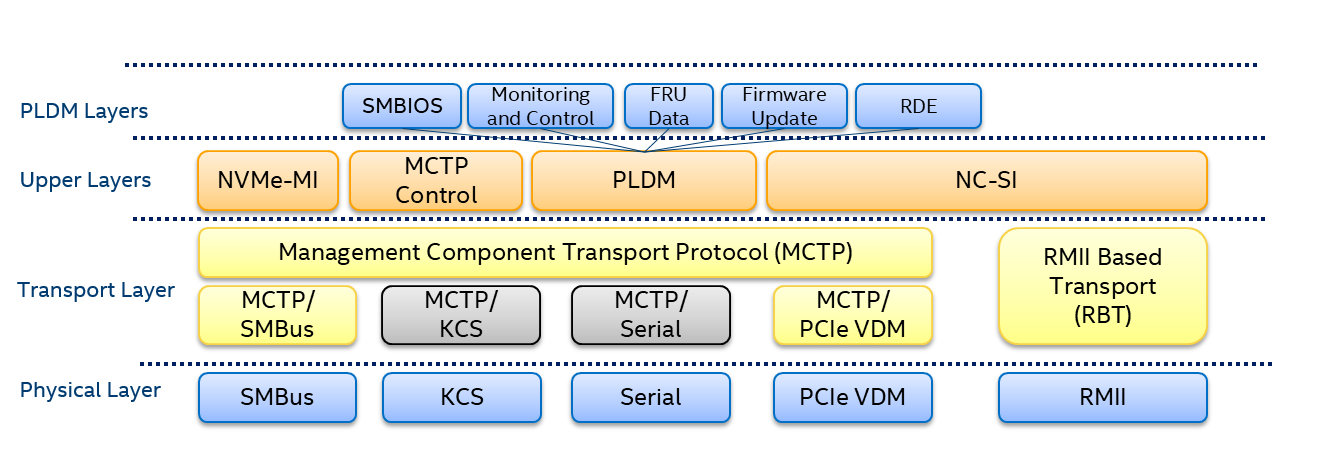 PLDM Layers
SMBIOS
Monitoring
and Control
FRU
Data
Firmware
Update
RDE
Upper Layers
NVMe-MI
MCTP
Control
PLDM
NC-SI
Transport Layer
Management Component Transport Protocol (MCTP)
RMII Based
Transport
(RBT)
MCTP/
SMBus
MCTP/
KCS
MCTP/
Serial
MCTP/
PCIe VDM
Physical Layer
SMBus
KCS
Serial
PCIe VDM
RMII